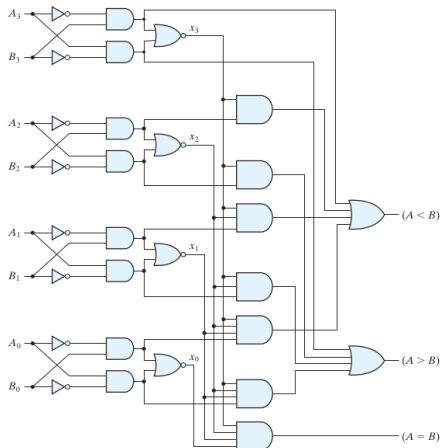 A₃
x₃
B₃
A₂
x₂
B₂
(A < B)
A₁
x₁
B₁
A₀
x₀
(A > B)
B₀
(A = B)